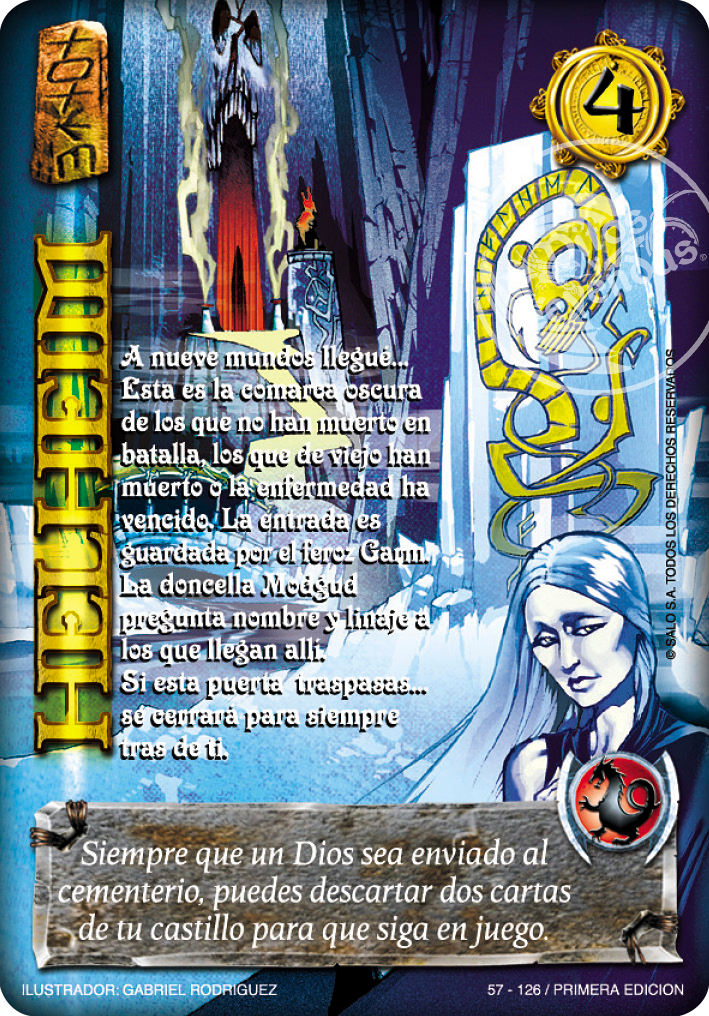 4
HELHEIM
A nueve mundos llegué...
Esta es la comarca oscura
de los que no han muerto en
batalla, los que de viejo han
muerto o la enfermedad ha
vencido. La entrada es
guardada por el feroz Garm.
La doncella Modgud
pregunta nombre y linaje a
los que llegan allí.
Si esta puerta traspasas...
se cerrará para siempre
tras de ti.
© SALO S.A. TODOS LOS DERECHOS RESERVADOS
Siempre que un Dios sea enviado al
cementerio, puedes descartar dos cartas
de tu castillo para que siga en juego.
ILUSTRADOR: GABRIEL RODRIGUEZ
57 - 126 / PRIMERA EDICION